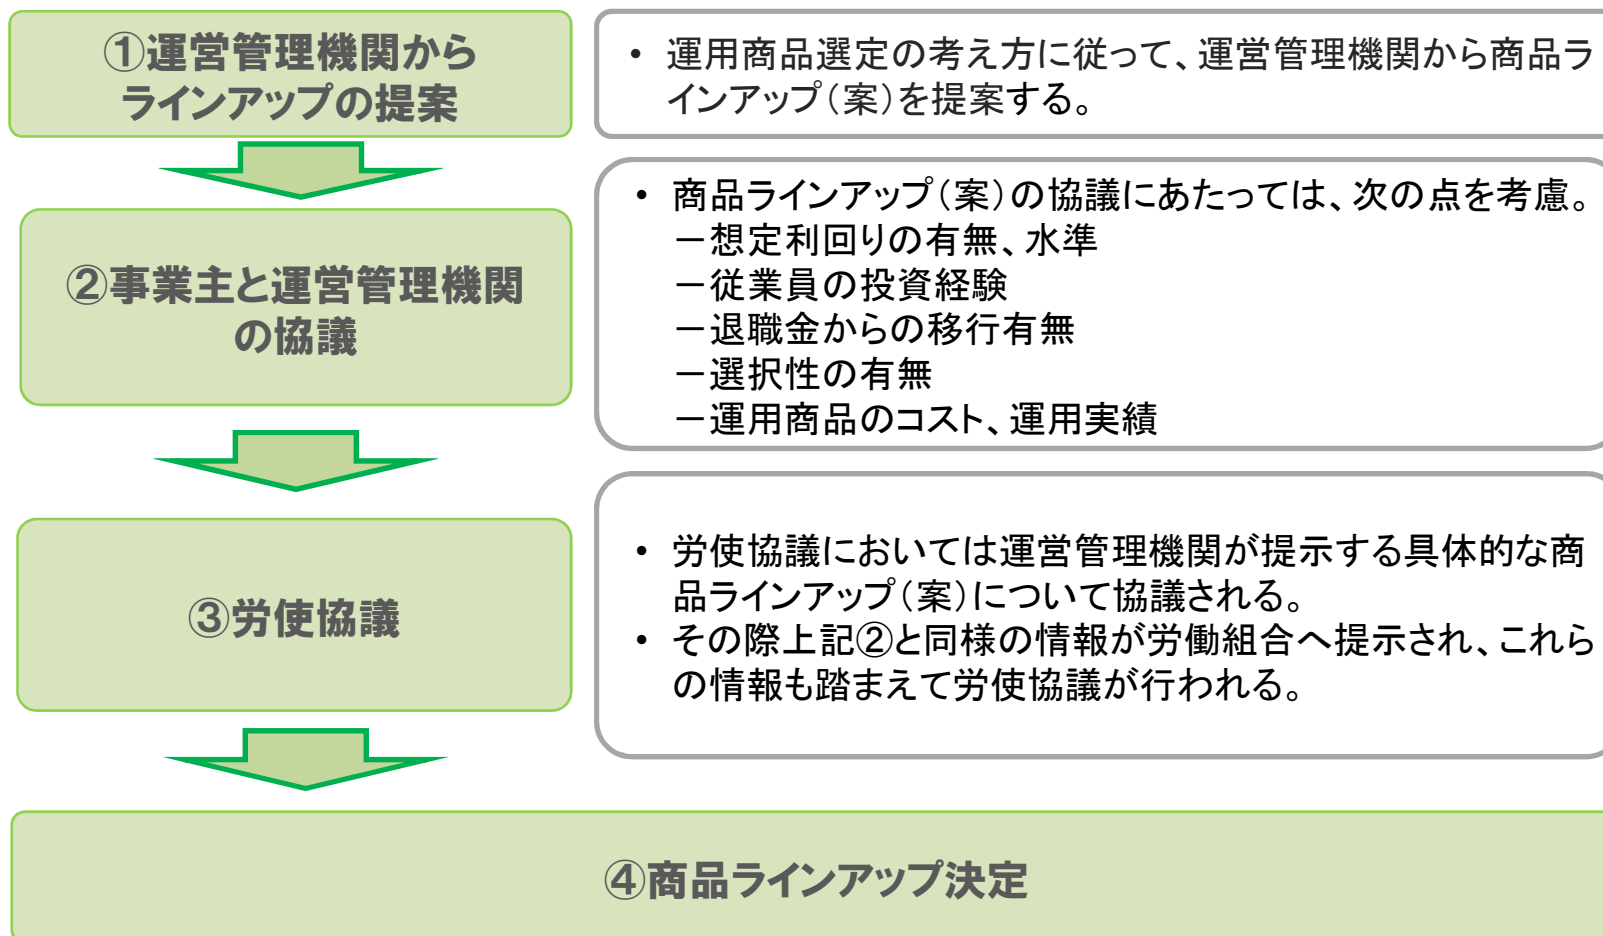 ①運営管理機関から
ラインアップの提案
• 運用商品選定の考え方に従って、運営管理機関から商品ラ
インアップ（案）を提案する。
②事業主と運営管理機関
の協議
• 商品ラインアップ（案）の協議にあたっては、次の点を考慮。
－想定利回りの有無、水準
－従業員の投資経験
－退職金からの移行有無
－選択性の有無
－運用商品のコスト、運用実績
③労使協議
• 労使協議においては運営管理機関が提示する具体的な商
品ラインアップ（案）について協議される。
• その際上記②と同様の情報が労働組合へ提示され、これら
の情報も踏まえて労使協議が行われる。
④商品ラインアップ決定